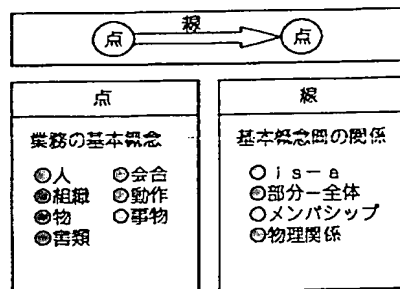 線
点 点
点
業務の基本概念
◎人 ◎会合
◎組織 ◎動作
◎物 ○事物
◎書類
線
基本概念間の関係
○is-a
◎部分-全体
○メンバシップ
◎物理関係